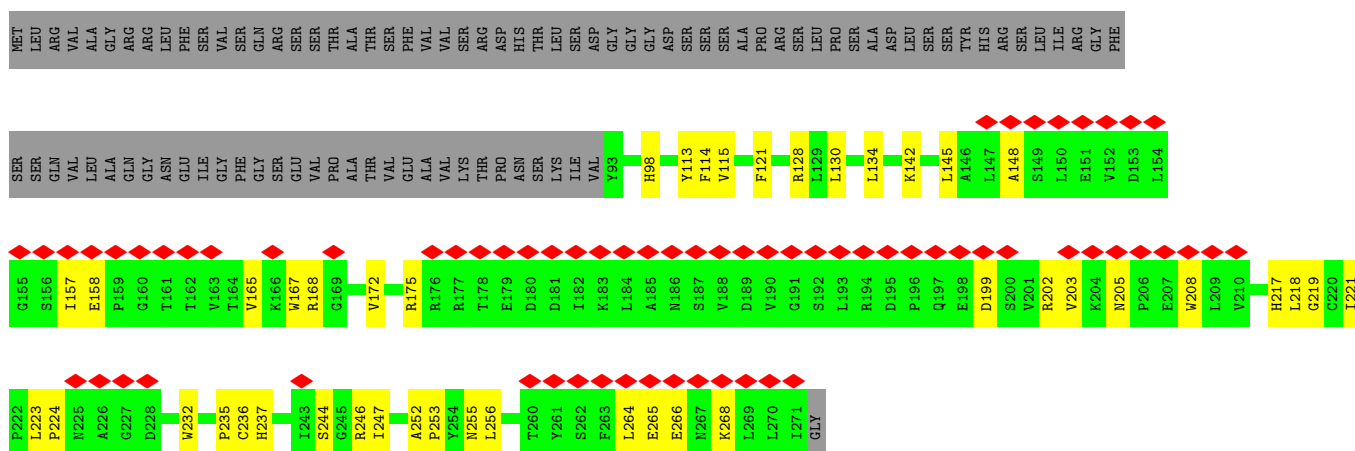 MET LEU ARG VAL ALA GLY ARG ARG LEU PHE SER VAL SER GLN ARG SER SER THR ALA THR SER PHE VAL VAL SER ARG ASP HIS THR LEU SER ASP GLY GLY GLY ASP SER SER SER ALA PRO ARG SER LEU PRO SER ALA ASP LEU SER SER TYR HIS ARG SER LEU ILE ARG GLY PHE
SER SER GLN VAL LEU ALA GLN GLY ASN GLU ILE GLY PHE GLY SER GLU VAL PRO ALA THR VAL GLU ALA VAL LYS THR PRO ASN SER LYS ILE VAL Y93 H98 Y113 F114 V115 F121 R128 L129 L130 L134 K142 L145 A146 L147 A148 S149 L150 E151 V152 D153 L154
G155 S156 I157 E158 P159 G160 T161 T162 V163 T164 V165 K166 W167 R168 G169 V172 R175 R176 R177 T178 E179 D180 D181 I182 K183 L184 A185 N186 S187 V188 D189 V190 G191 S192 L193 R194 D195 P196 Q197 E198 D199 S200 V201 R202 V203 K204 N205 P206 E207 W208 L209 V210 H217 L218 G219 C220 I221
P222 L223 P224 N225 A226 G227 D228 W232 P235 C236 H237 I243 S244 G245 R246 I247 A252 P253 Y254 N255 L256 T260 Y261 S262 F263 L264 E265 E266 N267 K268 L269 L270 I271 GLY